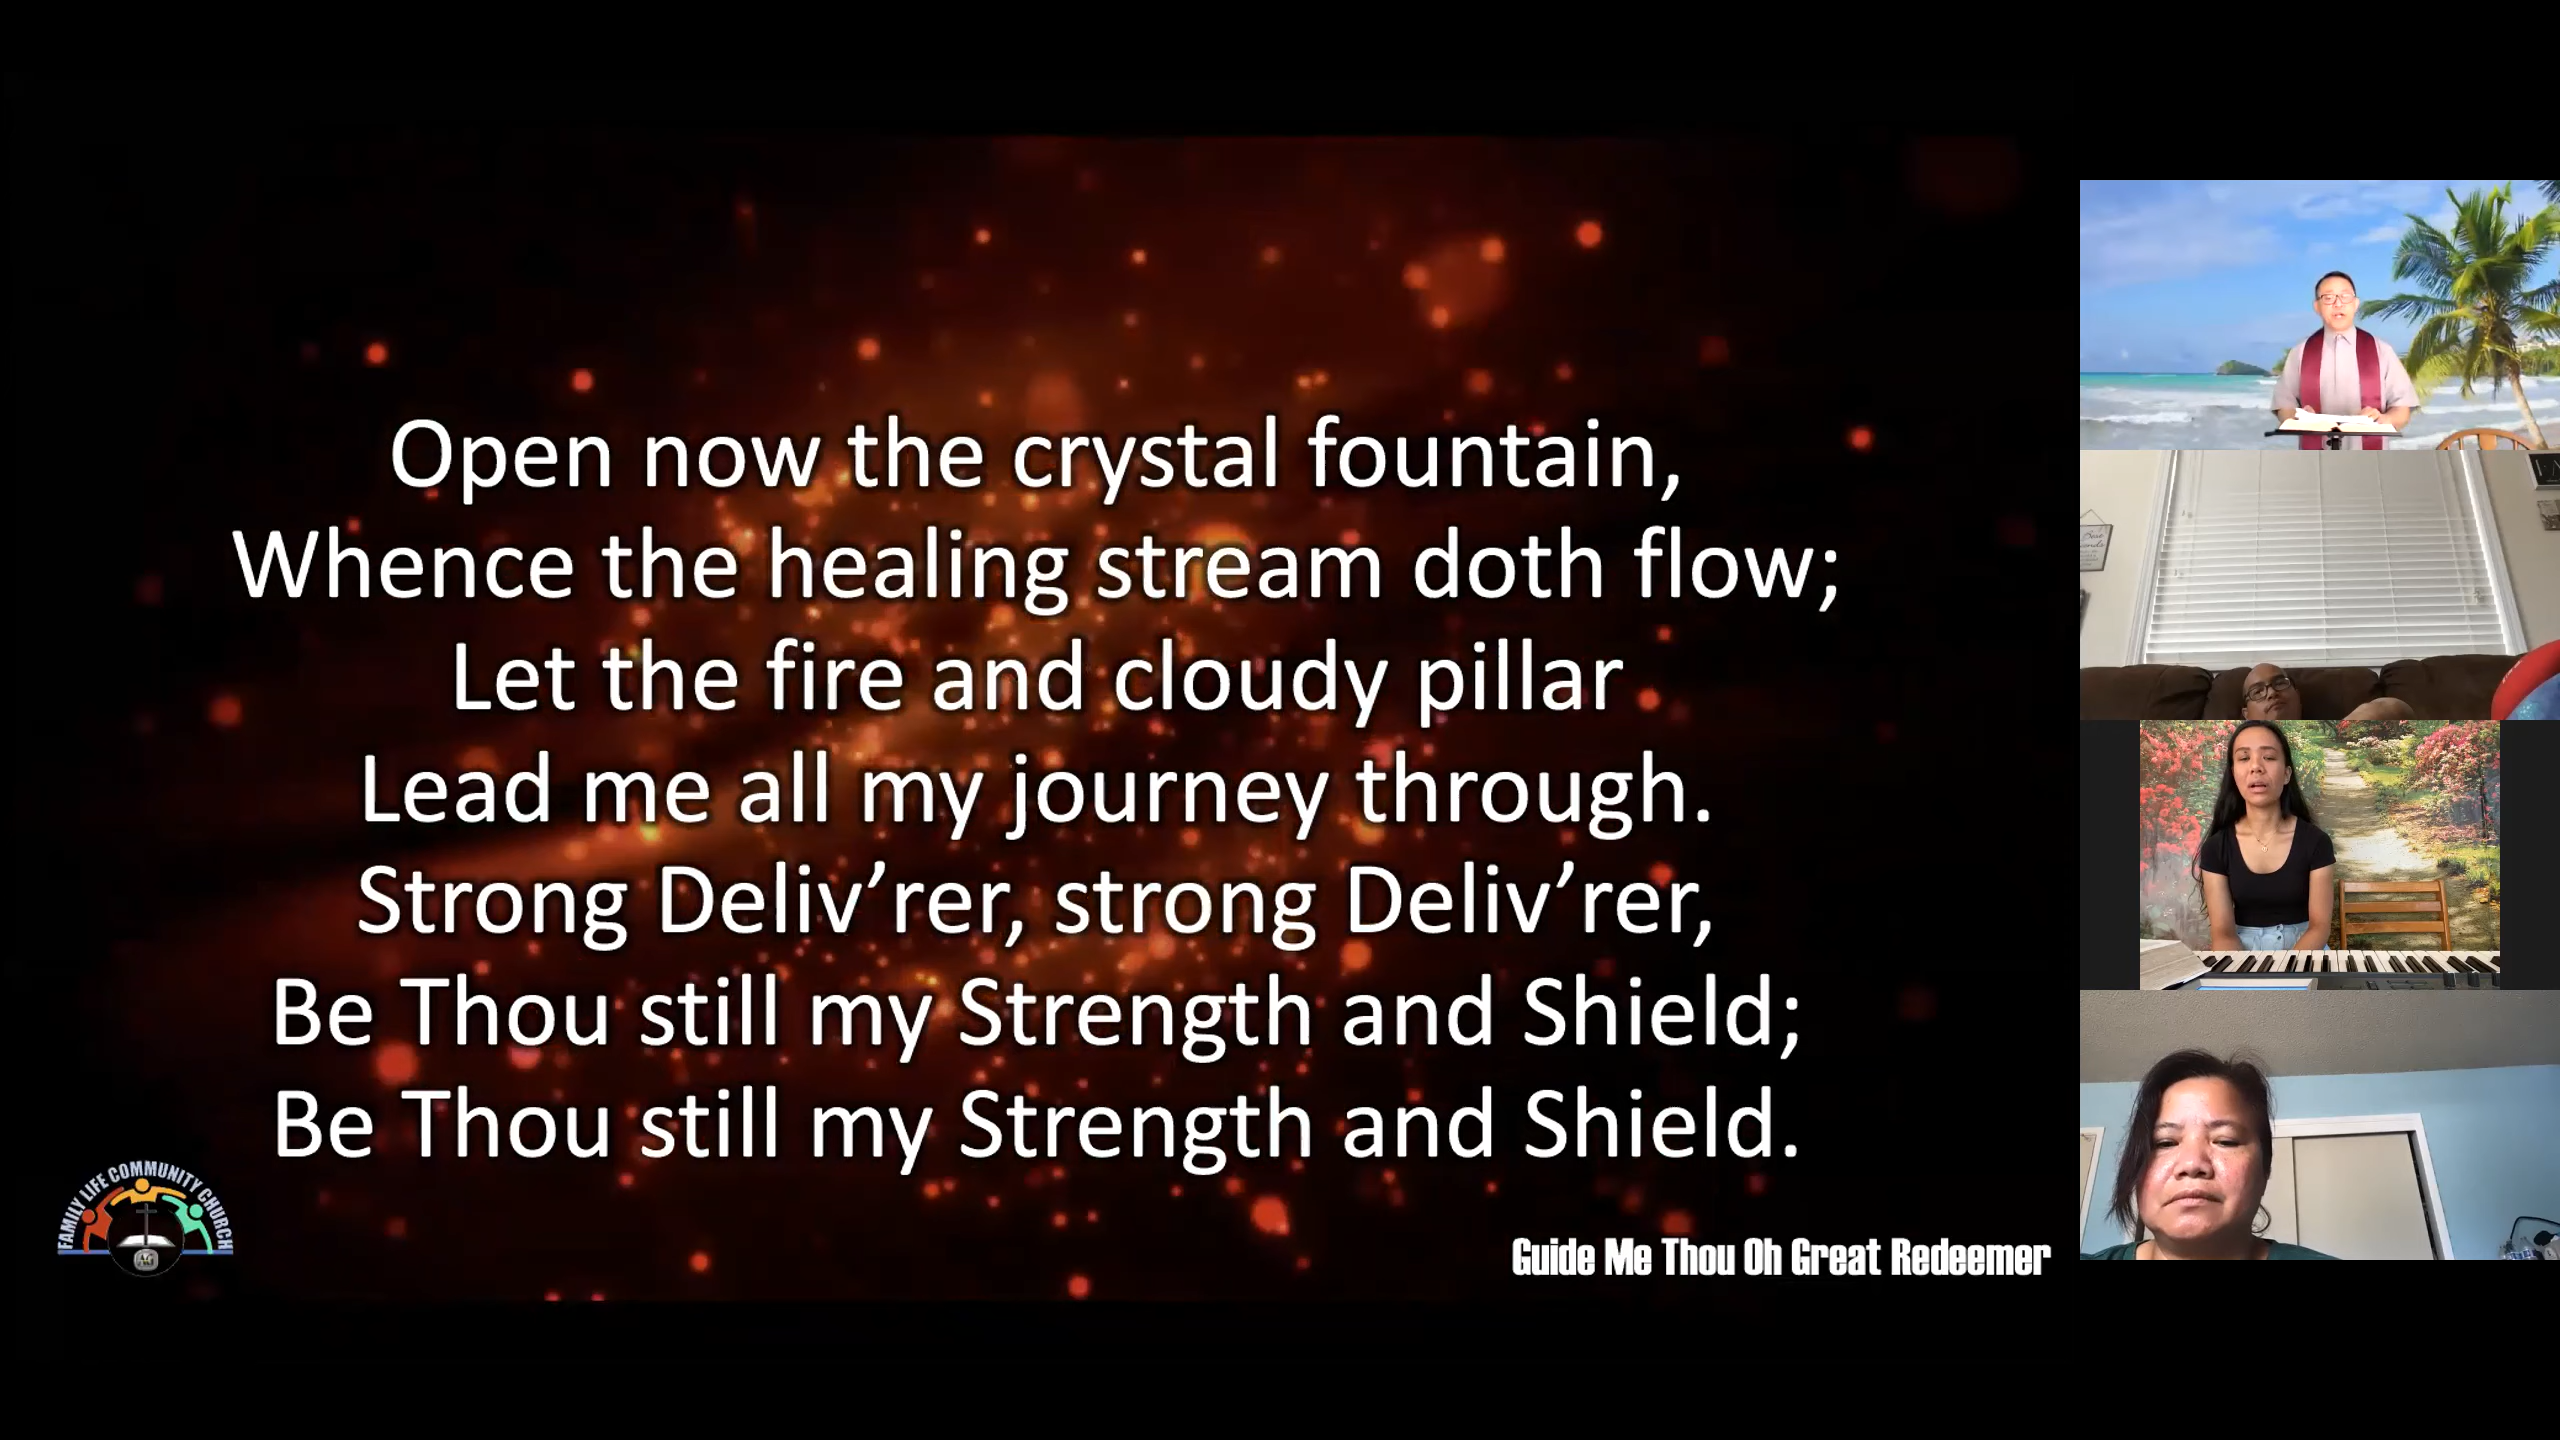 Open now the crystal fountain,
Whence the healing stream doth flow;
Let the fire and cloudy pillar
Lead me all my journey through.
Strong Deliv’rer, strong Deliv’rer,
Be Thou still my Strength and Shield;
Be Thou still my Strength and Shield.
FAMILY LIFE COMMUNITY CHURCH
AG
Guide Me Thou Oh Great Redeemer